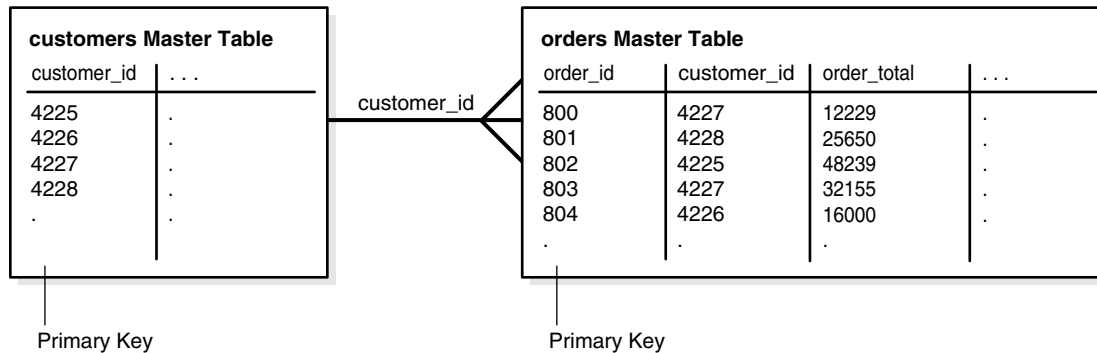 customers Master Table
customer_id . . .
4225 .
4226 .
4227 .
4228 .
. .
.
customer_id
orders Master Table
order_id customer_id order_total . . .
800 4227 12229 .
801 4228 25650 .
802 4225 48239 .
803 4227 32155 .
804 4226 16000 .
. . . .
Primary Key
Primary Key